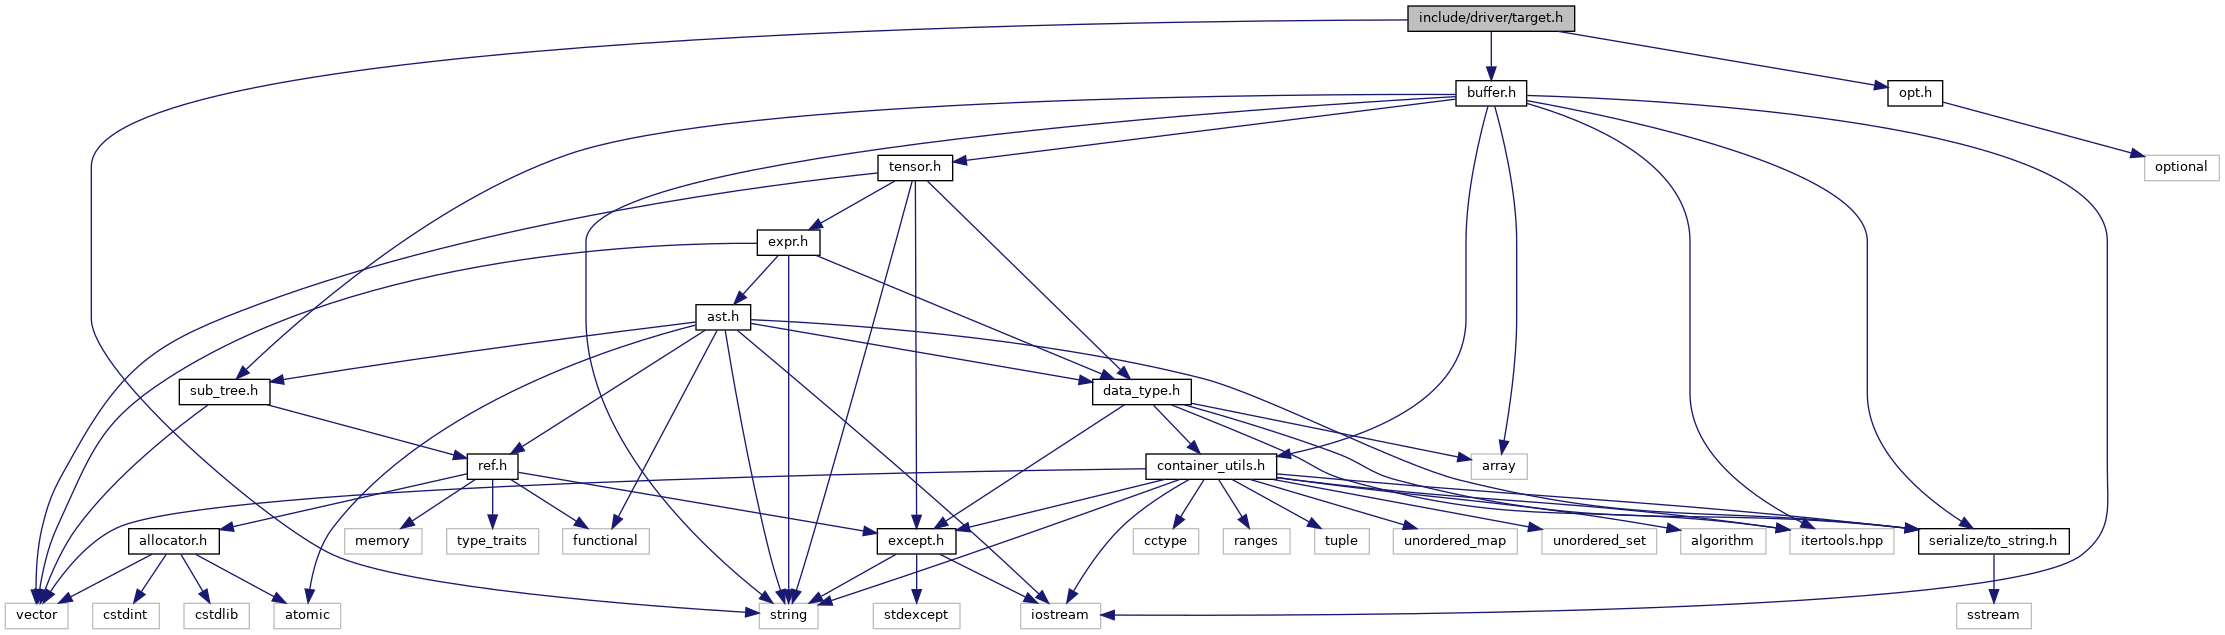 include/driver/target.h
buffer.h
opt.h
tensor.h
optional
expr.h
ast.h
sub_tree.h
data_type.h
ref.h
container_utils.h
array
allocator.h
memory
type_traits
functional
except.h
cctype
ranges
tuple
unordered_map
unordered_set
algorithm
itertools.hpp
serialize/to_string.h
vector
cstdint
cstdlib
atomic
string
stdexcept
iostream
sstream